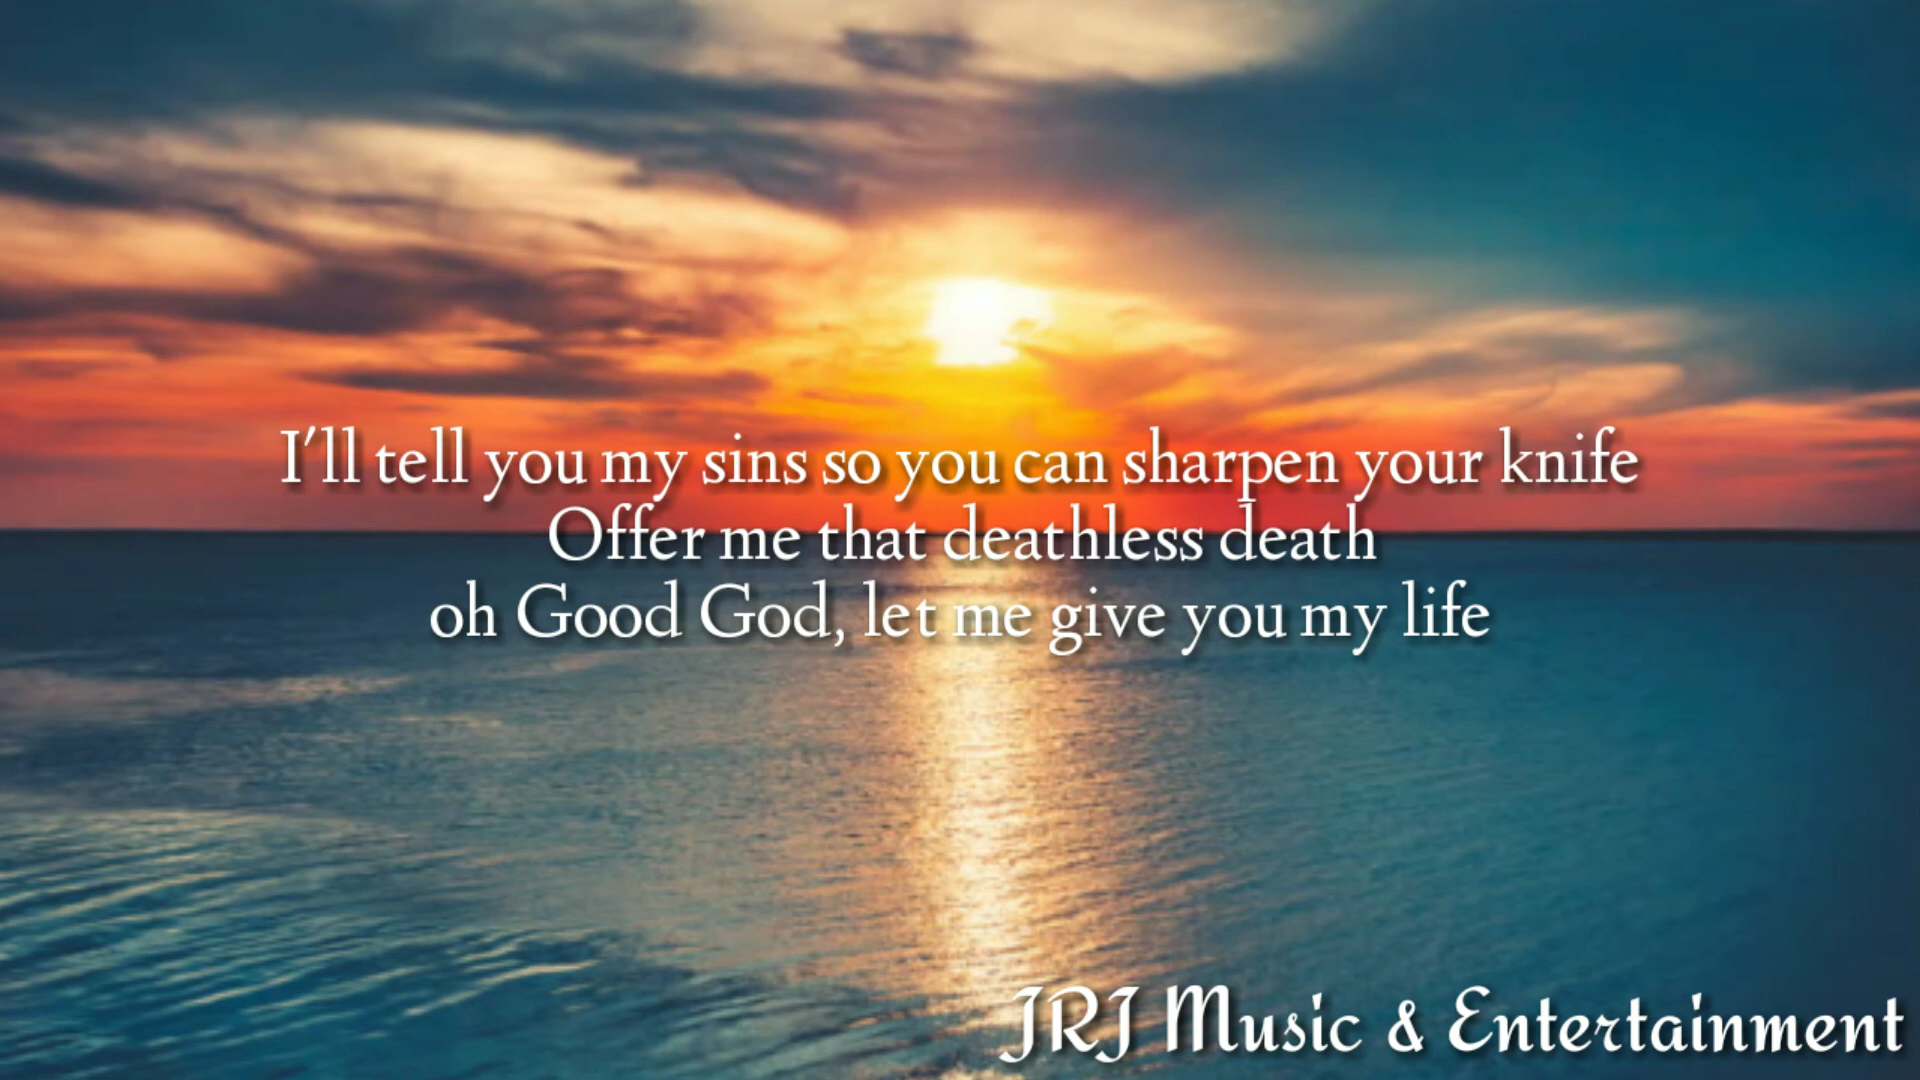 I'll tell you my sins so you can sharpen your knife
Offer me that deathless death
oh Good God, let me give you my life
JRJ Music & Entertainment